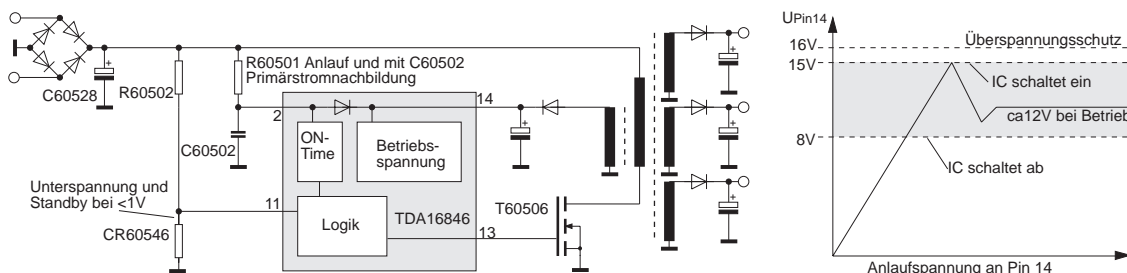 C60528
R60502
R60501 Anlauf und mit C60502
Primärstromnachbildung
2
14
C60502
ON-
Time
Betriebs-
spannung
Unterspannung und
Standby bei <1V
11
Logik
TDA16846
13
T60506
CR60546
UPin14
16V
Überspannungsschutz
15V
IC schaltet ein
ca12V bei Betrieb
8V
IC schaltet ab
Anlaufspannung an Pin 14